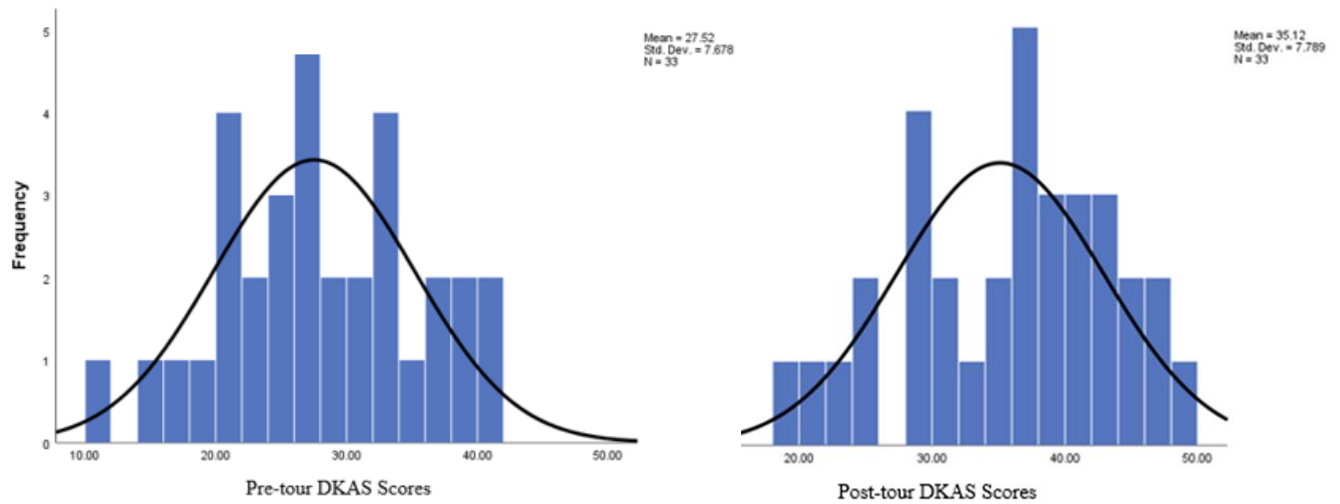 Mean = 27.52
Std. Dev. = 7.678
N = 33
5
4
3
2
1
0
Frequency
10.00 20.00 30.00 40.00 50.00
Pre-tour DKAS Scores
Mean = 35.12
Std. Dev. = 7.789
N = 33
20.00 30.00 40.00 50.00
Post-tour DKAS Scores